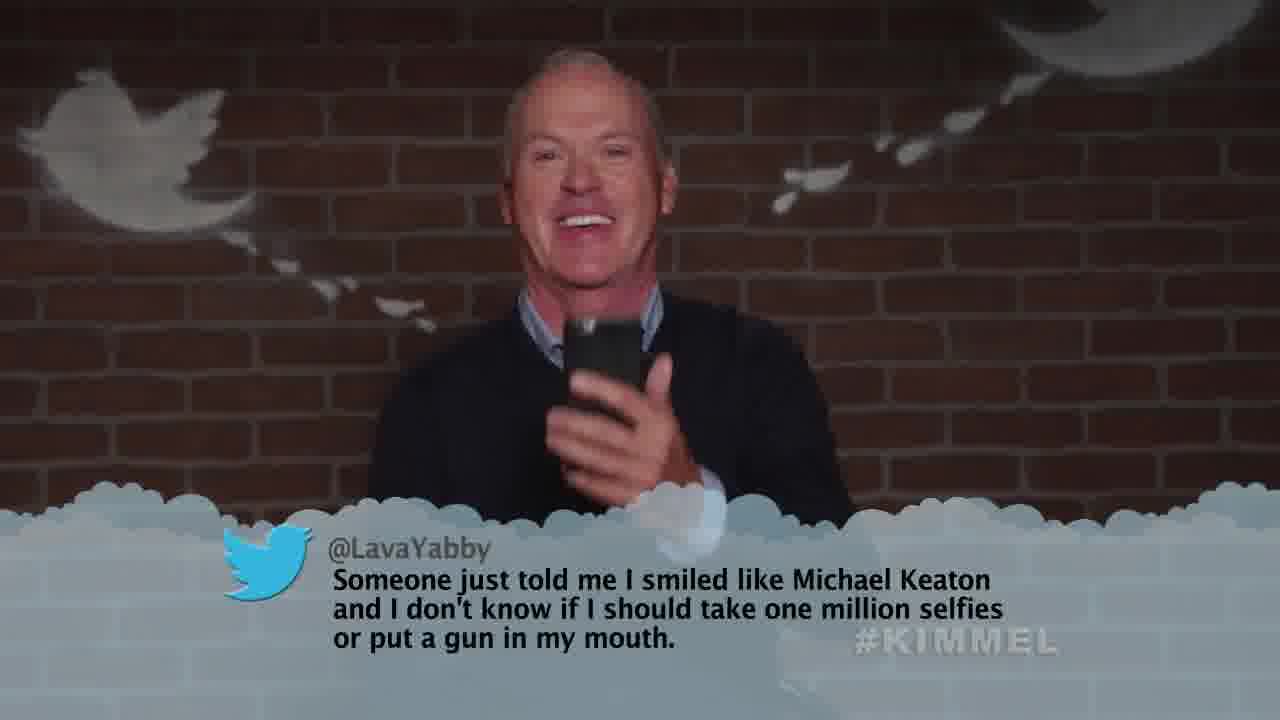 @LavaYabby
Someone just told me I smiled like Michael Keaton
and I don't know if I should take one million selfies
or put a gun in my mouth.
#KIMMEL